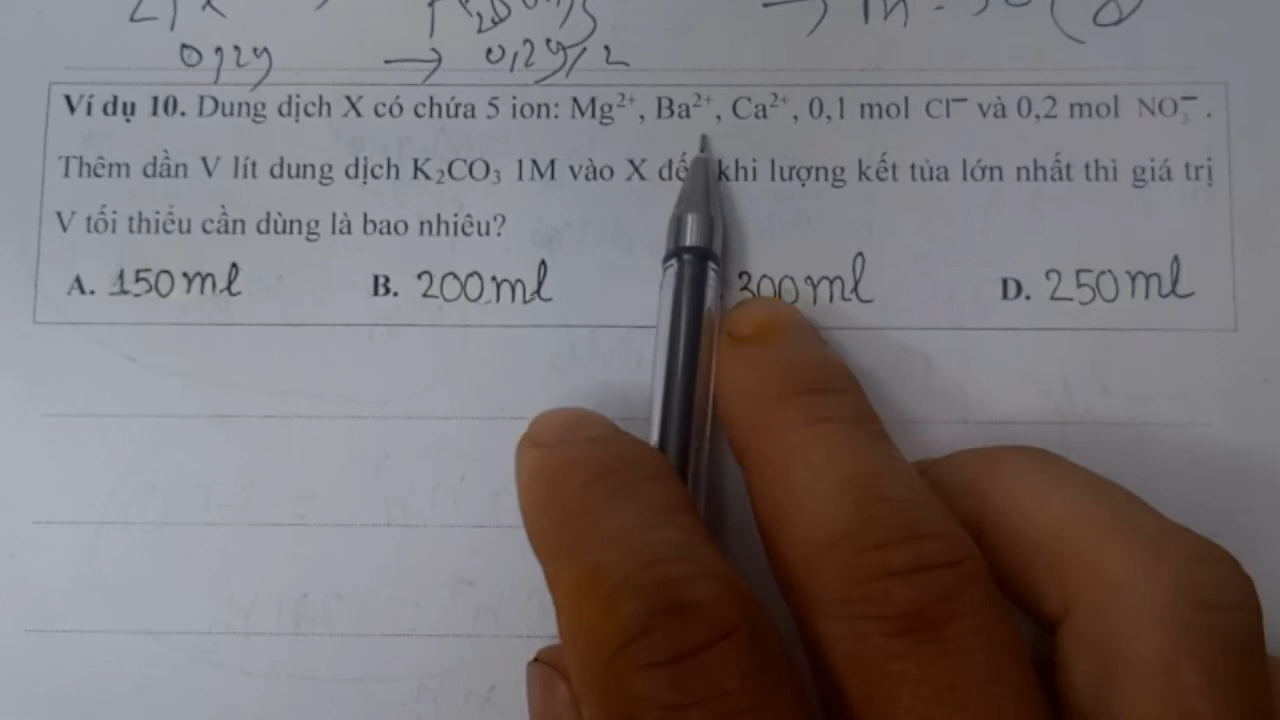 0,2y → 0,2y/2
Ví dụ 10. Dung dịch X có chứa 5 ion: Mg²⁺, Ba²⁺, Ca²⁺, 0,1 mol Cl⁻ và 0,2 mol NO₃⁻.
Thêm dần V lít dung dịch K₂CO₃ 1M vào X khi lượng kết tủa lớn nhất thì giá trị
V tối thiểu cần dùng là bao nhiêu?
A. 150ml B. 200ml 300ml D. 250ml